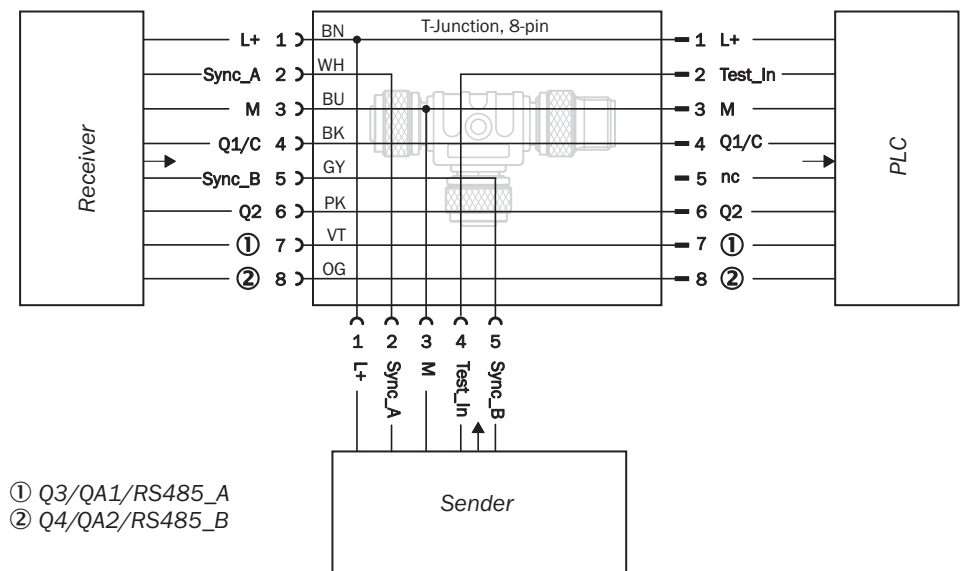 T-Junction, 8-pin
Receiver
PLC
L+ 1 BN 1 L+
Sync_A 2 WH 2 Test_In
M 3 BU 3 M
Q1/C 4 BK 4 Q1/C
Sync_B 5 GY 5 nc
Q2 6 PK 6 Q2
① 7 VT 7 ①
② 8 OG 8 ②
1 2 3 4 5
L+ Sync_A M Test_In Sync_B
Sender
① Q3/QA1/RS485_A
② Q4/QA2/RS485_B